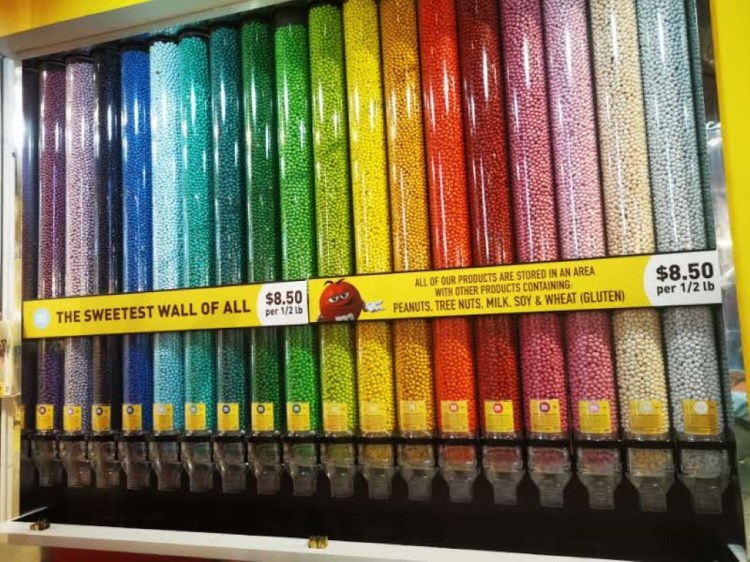 THE SWEETEST WALL OF ALL
$8.50
per 1/2 lb
ALL OF OUR PRODUCTS ARE STORED IN AN AREA
WITH OTHER PRODUCTS CONTAINING:
PEANUTS, TREE NUTS, MILK, SOY & WHEAT (GLUTEN)
$8.50
per 1/2 lb